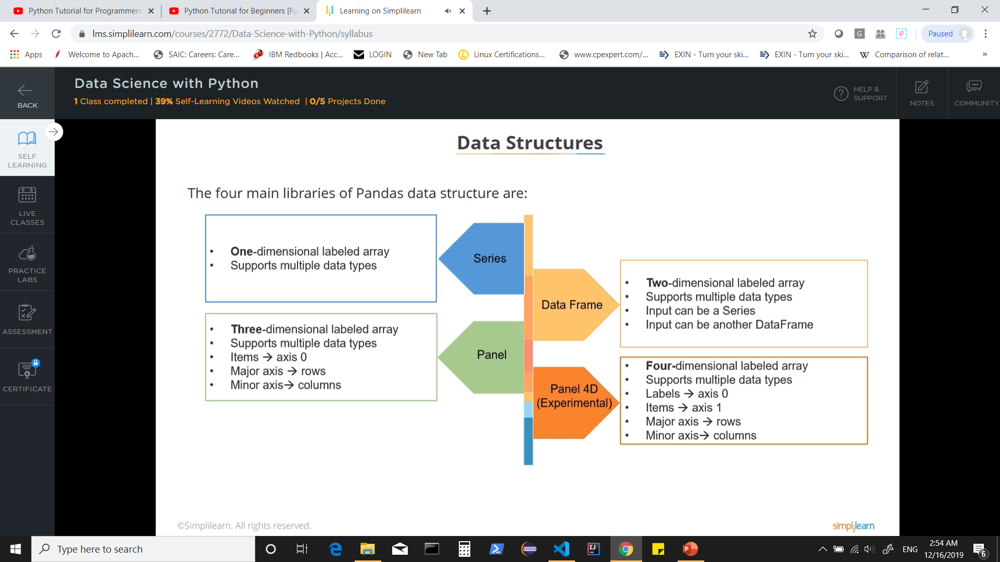 Python Tutorial for Programmers
Python Tutorial for Beginners [Fu
Learning on Simplilearn
lms.simplilearn.com/courses/2772/Data-Science-with-Python/syllabus
G
Paused
Apps
Welcome to Apach...
SAIC: Careers: Care...
IBM Redbooks | Acc...
LOGIN
New Tab
Linux Certifications...
www.cpexpert.com/...
EXIN - Turn your ski...
EXIN - Turn your ski...
W Comparison of relat...
»
BACK
Data Science with Python
1 Class completed | 39% Self-Learning Videos Watched | 0/5 Projects Done
HELP &
SUPPORT
NOTES
COMMUNITY
SELF
LEARNING
LIVE
CLASSES
PRACTICE
LABS
ASSESSMENT
CERTIFICATE
Data Structures
The four main libraries of Pandas data structure are:
• One-dimensional labeled array
• Supports multiple data types
Series
Data Frame
• Two-dimensional labeled array
• Supports multiple data types
• Input can be a Series
• Input can be another DataFrame
• Three-dimensional labeled array
• Supports multiple data types
• Items → axis 0
• Major axis → rows
• Minor axis→ columns
Panel
Panel 4D
(Experimental)
• Four-dimensional labeled array
• Supports multiple data types
• Labels → axis 0
• Items → axis 1
• Major axis → rows
• Minor axis→ columns
©Simplilearn. All rights reserved.
simplilearn
Type here to search
IJ
P
ENG
2:54 AM
12/16/2019
6